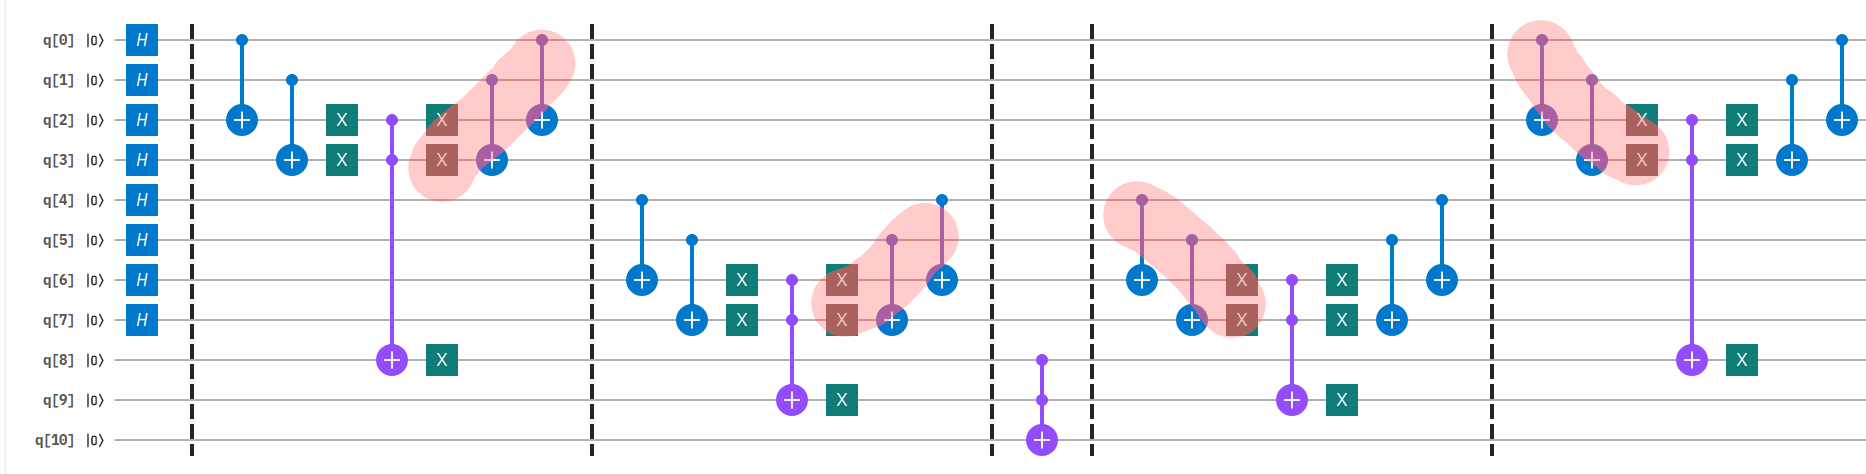 q[0] |0⟩ H
q[1] |0⟩ H
q[2] |0⟩ H X X X X
q[3] |0⟩ H X X X X
q[4] |0⟩ H
q[5] |0⟩ H
q[6] |0⟩ H X X X X
q[7] |0⟩ H X X X X
q[8] |0⟩ X X
q[9] |0⟩ X X
q[10] |0⟩